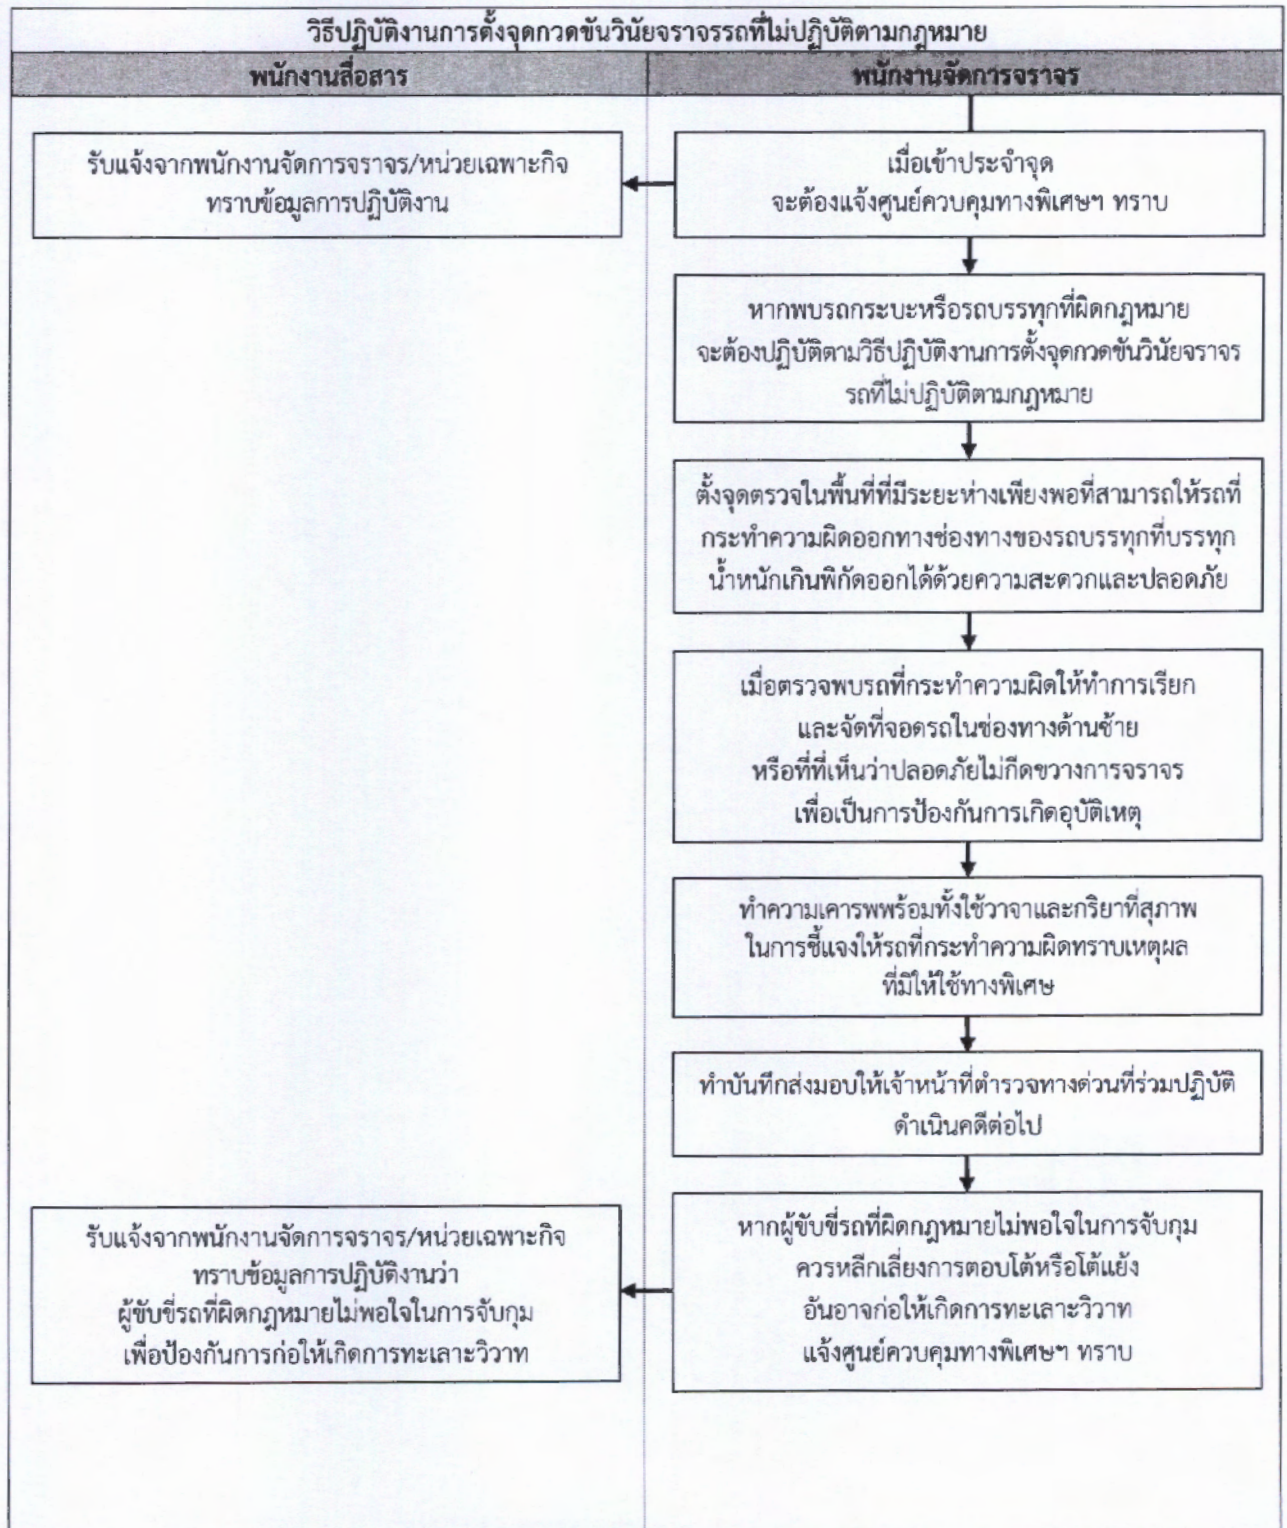 วิธีปฏิบัติงานการตั้งจุดกวดขันวินัยจราจรรถที่ไม่ปฏิบัติตามกฎหมาย
พนักงานสื่อสาร
พนักงานจัดการจราจร
รับแจ้งจากพนักงานจัดการจราจร/หน่วยเฉพาะกิจ
ทราบข้อมูลการปฏิบัติงาน
เมื่อเข้าประจำจุด
จะต้องแจ้งศูนย์ควบคุมทางพิเศษฯ ทราบ
หากพบรถกระบะหรือรถบรรทุกที่ผิดกฎหมาย
จะต้องปฏิบัติตามวิธีปฏิบัติงานการตั้งจุดกวดขันวินัยจราจร
รถที่ไม่ปฏิบัติตามกฎหมาย
ตั้งจุดตรวจในพื้นที่ที่มีระยะห่างเพียงพอที่สามารถให้รถที่
กระทำความผิดออกทางช่องทางของรถบรรทุกที่บรรทุก
น้ำหนักเกินพิกัดออกได้ด้วยความสะดวกและปลอดภัย
เมื่อตรวจพบรถที่กระทำความผิดให้ทำการเรียก
และจัดที่จอดรถในช่องทางด้านซ้าย
หรือที่ที่เห็นว่าปลอดภัยไม่กีดขวางการจราจร
เพื่อเป็นการป้องกันการเกิดอุบัติเหตุ
ทำความเคารพพร้อมทั้งใช้วาจาและกริยาที่สุภาพ
ในการชี้แจงให้รถที่กระทำความผิดทราบเหตุผล
ที่มิให้ใช้ทางพิเศษ
ทำบันทึกส่งมอบให้เจ้าหน้าที่ตำรวจทางด่วนที่ร่วมปฏิบัติ
ดำเนินคดีต่อไป
รับแจ้งจากพนักงานจัดการจราจร/หน่วยเฉพาะกิจ
ทราบข้อมูลการปฏิบัติงานว่า
ผู้ขับขี่รถที่ผิดกฎหมายไม่พอใจในการจับกุม
เพื่อป้องกันการก่อให้เกิดการทะเลาะวิวาท
หากผู้ขับขี่รถที่ผิดกฎหมายไม่พอใจในการจับกุม
ควรหลีกเลี่ยงการตอบโต้หรือโต้แย้ง
อันอาจก่อให้เกิดการทะเลาะวิวาท
แจ้งศูนย์ควบคุมทางพิเศษฯ ทราบ